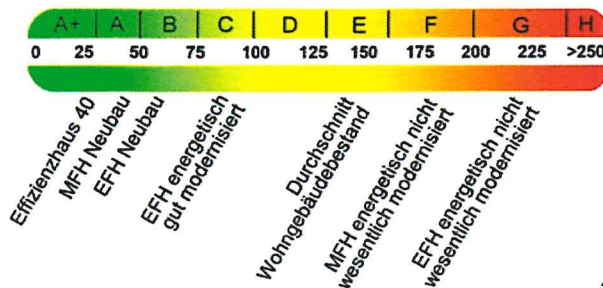 A+ A B C D E F G H
0 25 50 75 100 125 150 175 200 225 >250
Effizienzhaus 40
MFH Neubau
EFH Neubau
EFH energetisch
gut modernisiert
Durchschnitt
Wohngebäudebestand
MFH energetisch nicht
wesentlich modernisiert
EFH energetisch nicht
wesentlich modernisiert